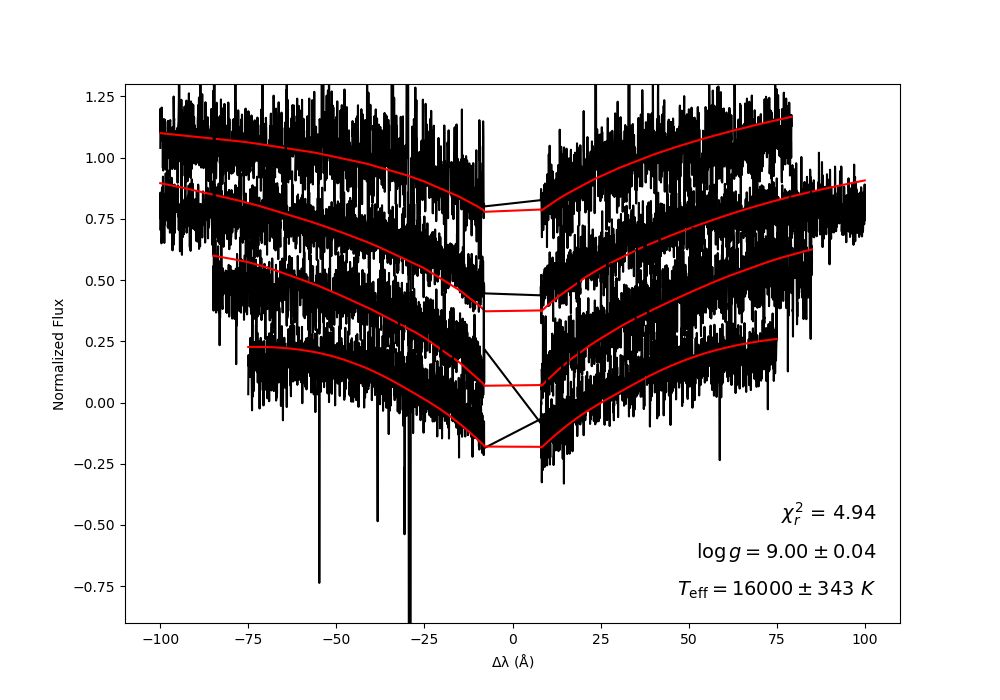 1.25
1.00
0.75
0.50
0.25
0.00
−0.25
−0.50
−0.75
Normalized Flux
χ²ᵣ = 4.94
log g = 9.00 ± 0.04
T_eff = 16000 ± 343 K
−100 −75 −50 −25 0 25 50 75 100
Δλ (Å)